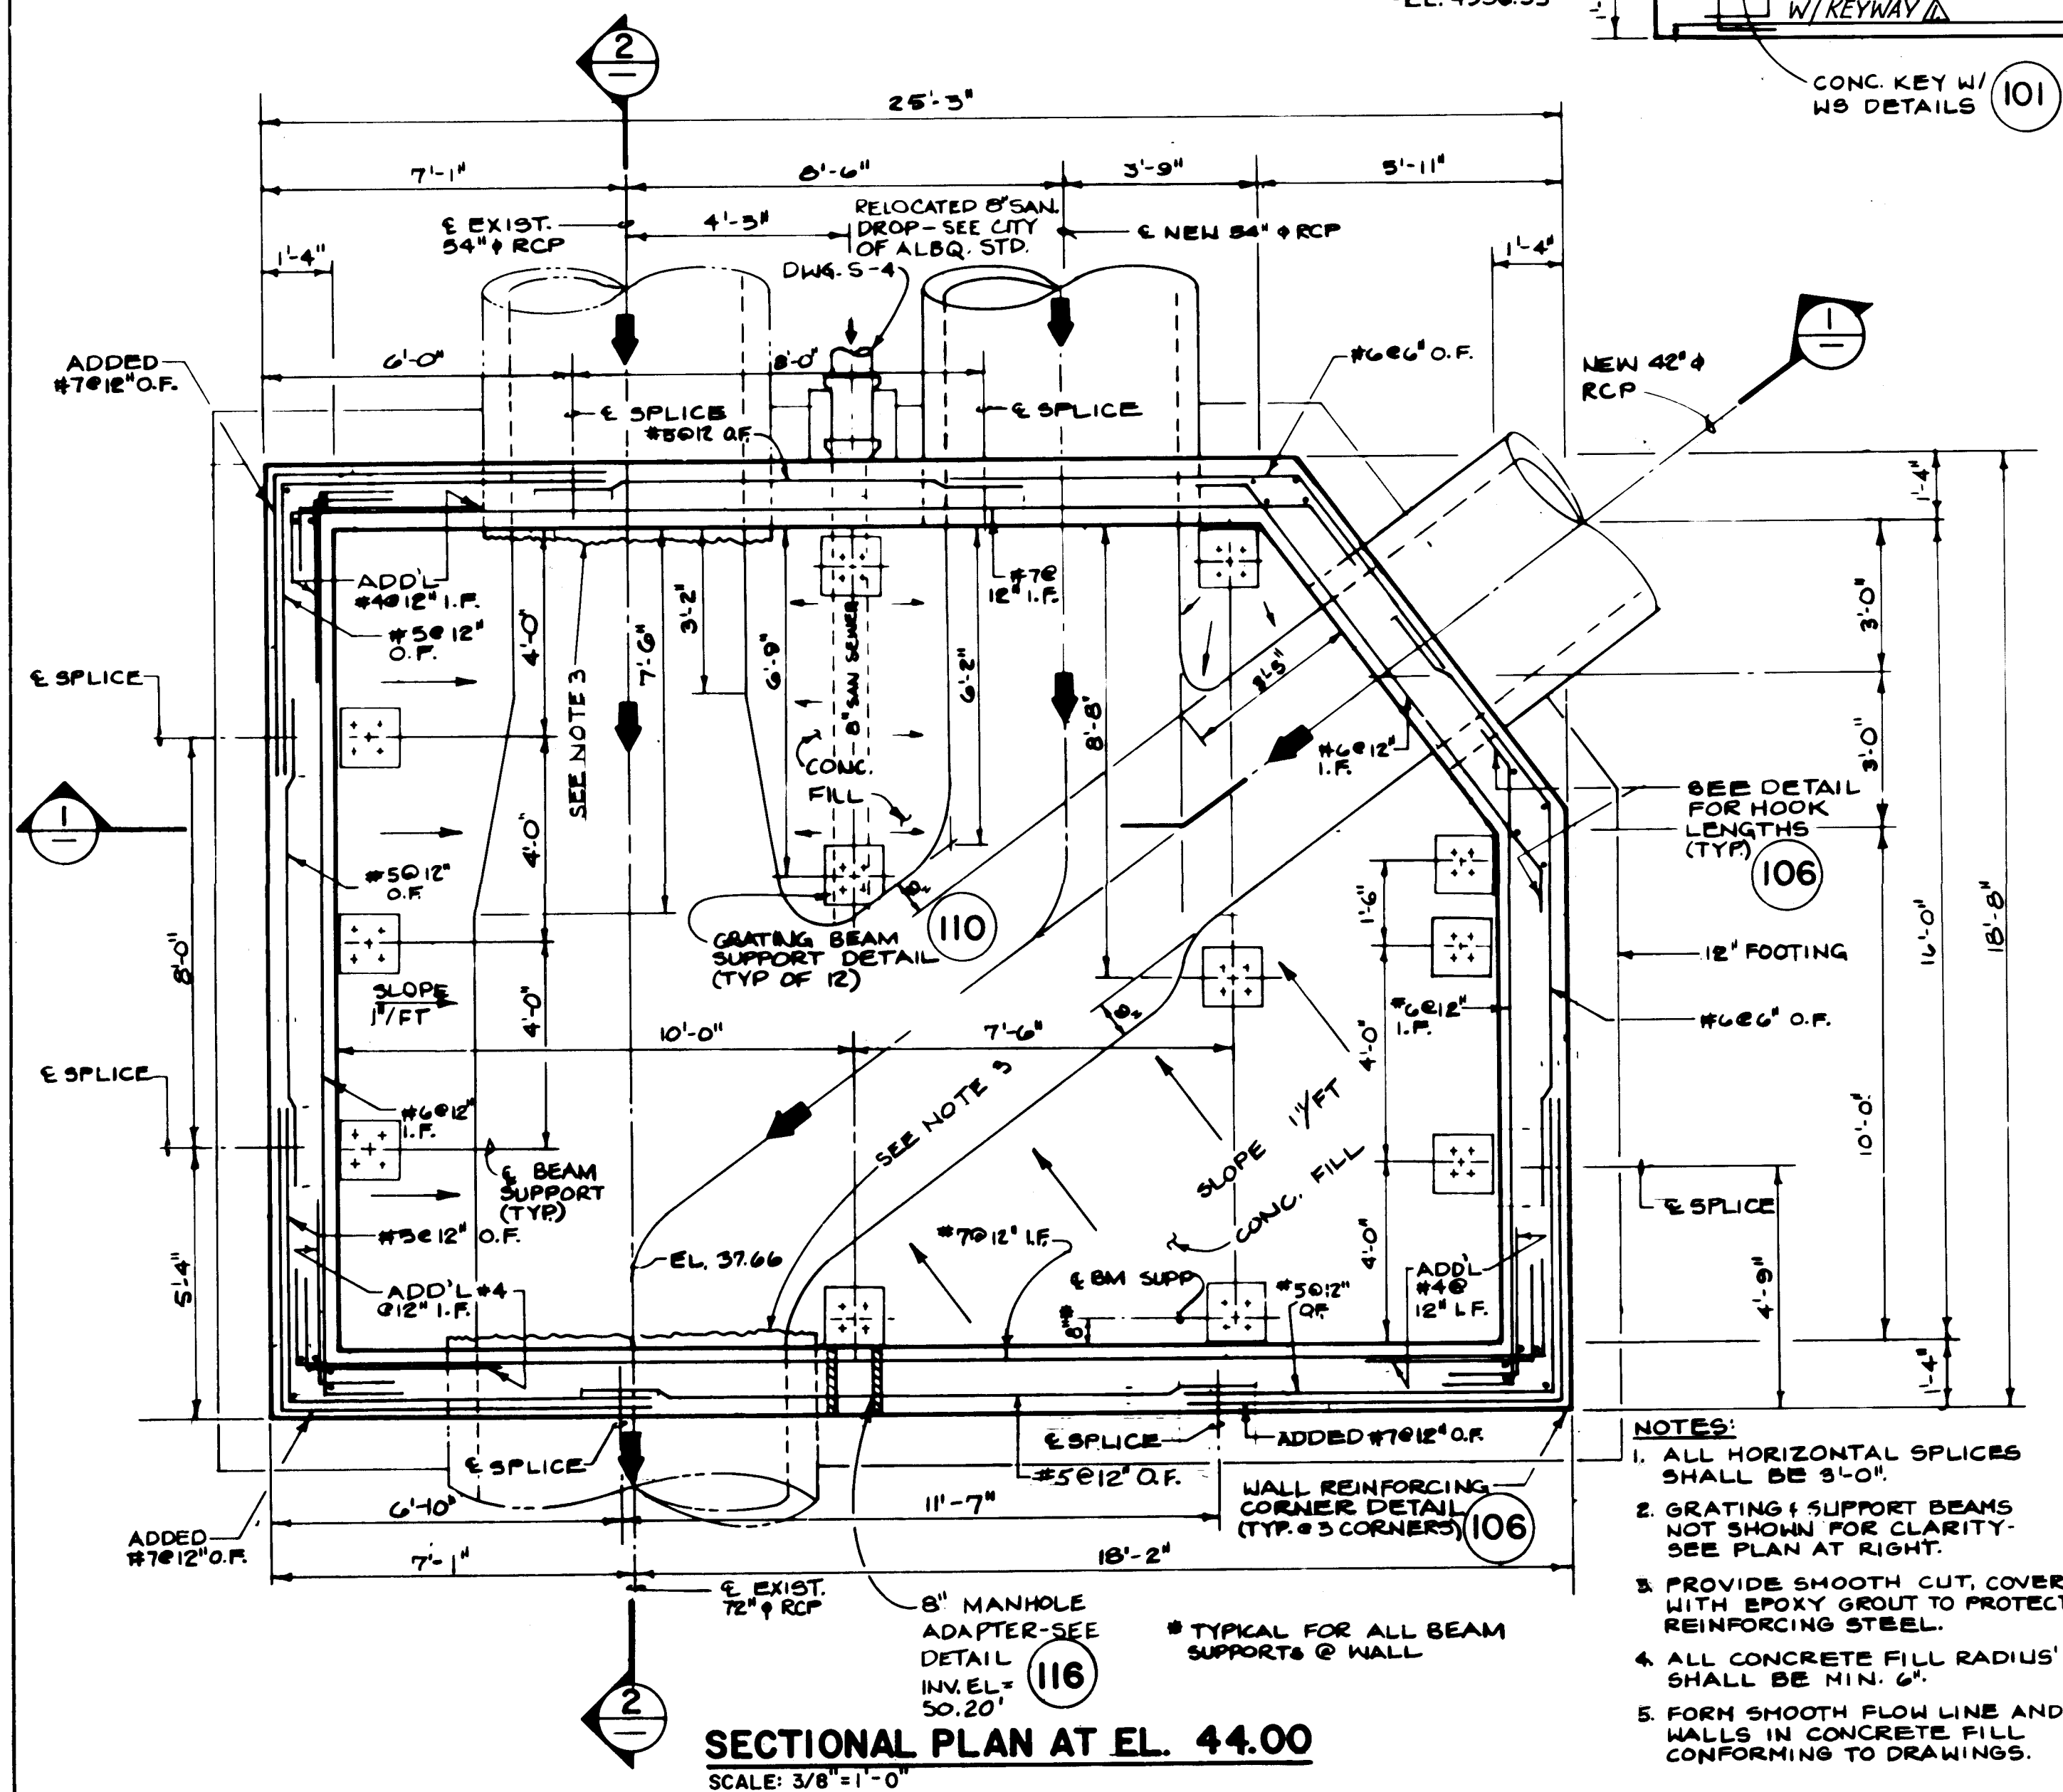 EL. 4936.33
W/KEYWAY
CONC. KEY W/
WS DETAILS
101
2
25'-3"
7'-1"
8'-6"
3'-9"
5'-11"
℄ EXIST.
54"φ RCP
4'-3"
RELOCATED 8" SAN.
DROP-SEE CITY
OF ALBQ. STD.
DWG. S-4
℄ NEW 54"φ RCP
1'-4"
1'-4"
1
ADDED
#7@12" O.F.
6'-0"
8'-0"
#6@6" O.F.
NEW 42"φ
RCP
℄ SPLICE
℄ SPLICE
#5@12 O.F.
1'-4"
ADD'L
#4@12" I.F.
#5@12"
O.F.
4'-0"
SEE NOTE 3
7'-6"
3'-2"
6'-9"
8" SAN SEWER
6'-2"
#7@
12" I.F.
8'-8"
3'-0"
℄ SPLICE
CONC.
FILL
#6@12"
I.F.
3'-0"
SEE DETAIL
FOR HOOK
LENGTHS
(TYP.)
106
1
4'-0"
#5@12"
O.F.
1'-6"
6"
110
GRATING BEAM
SUPPORT DETAIL
(TYP OF 12)
8'-0"
16'-0"
18'-8"
12" FOOTING
SLOPE
1"/FT
4'-0"
6"
#6@12"
I.F.
#6@6" O.F.
10'-0"
7'-6"
4'-0"
℄ SPLICE
SEE NOTE 3
#6@12"
I.F.
SLOPE 1"/FT
CONC. FILL
10'-0"
℄ BEAM
SUPPORT
(TYP.)
℄ SPLICE
#5@12" O.F.
#7@12" I.F.
EL. 37.66
4'-0"
5'-4"
ADD'L #4
@12" I.F.
℄ BM SUPP
8"*
#5@12"
O.F.
ADD'L
#4@
12" I.F.
4'-9"
1'-4"
℄ SPLICE
℄ SPLICE
ADDED #7@12" O.F.
#5@12" O.F.
6'-10"
11'-7"
WALL REINFORCING
CORNER DETAIL
(TYP. @ 3 CORNERS)
106
ADDED
#7@12" O.F.
7'-1"
18'-2"
℄ EXIST.
72"φ RCP
8" MANHOLE
ADAPTER-SEE
DETAIL
INV. EL=
50.20'
116
* TYPICAL FOR ALL BEAM
SUPPORTS @ WALL
2
NOTES:
1. ALL HORIZONTAL SPLICES
SHALL BE 3'-0".
2. GRATING & SUPPORT BEAMS
NOT SHOWN FOR CLARITY-
SEE PLAN AT RIGHT.
3. PROVIDE SMOOTH CUT, COVER
WITH EPOXY GROUT TO PROTECT
REINFORCING STEEL.
4. ALL CONCRETE FILL RADIUS'
SHALL BE MIN. 6".
5. FORM SMOOTH FLOW LINE AND
WALLS IN CONCRETE FILL
CONFORMING TO DRAWINGS.
SECTIONAL PLAN AT EL. 44.00
SCALE: 3/8"=1'-0"